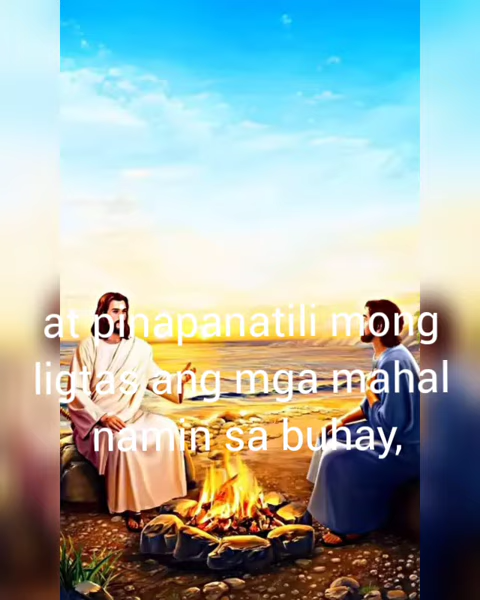 at pinapanatili mong
ligtas ang mga mahal
namin sa buhay,